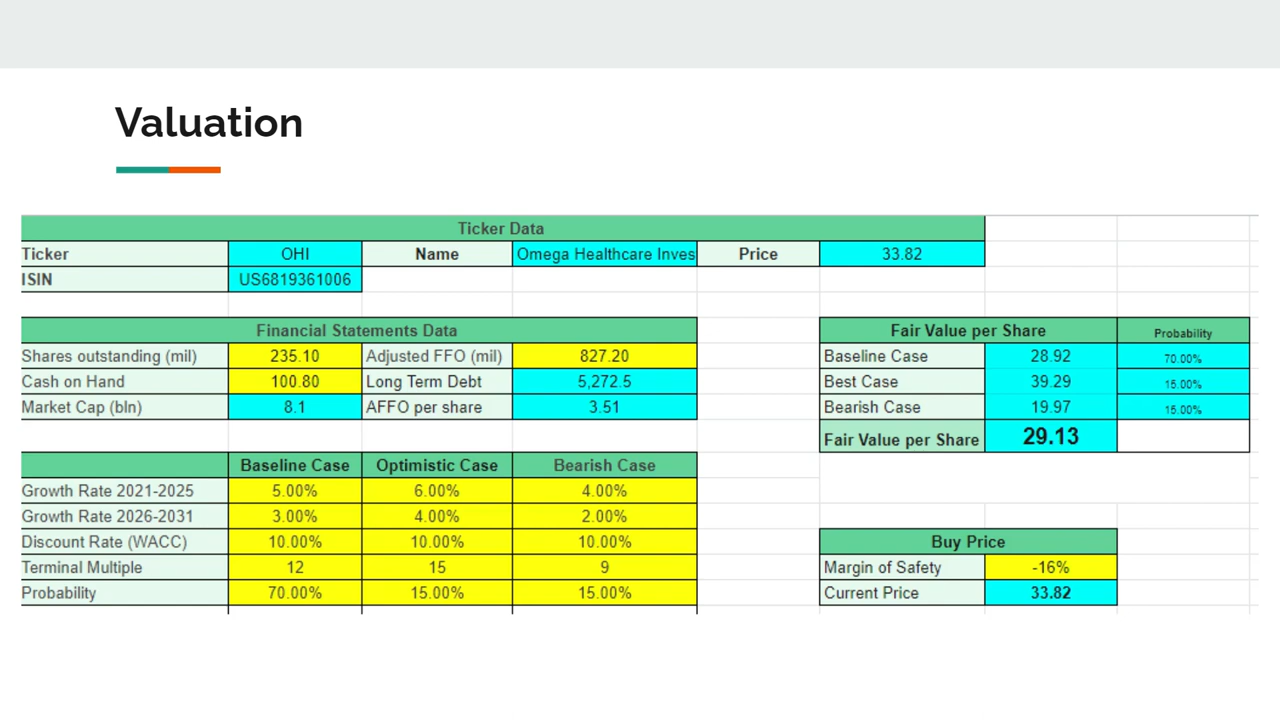 Valuation
Ticker Data
Ticker OHI Name Omega Healthcare Inves Price 33.82
ISIN US6819361006
Financial Statements Data
Shares outstanding (mil) 235.10 Adjusted FFO (mil) 827.20
Cash on Hand 100.80 Long Term Debt 5,272.5
Market Cap (bln) 8.1 AFFO per share 3.51
Fair Value per Share Probability
Baseline Case 28.92 70.00%
Best Case 39.29 15.00%
Bearish Case 19.97 15.00%
Fair Value per Share 29.13
Baseline Case Optimistic Case Bearish Case
Growth Rate 2021-2025 5.00% 6.00% 4.00%
Growth Rate 2026-2031 3.00% 4.00% 2.00%
Discount Rate (WACC) 10.00% 10.00% 10.00%
Terminal Multiple 12 15 9
Probability 70.00% 15.00% 15.00%
Buy Price
Margin of Safety -16%
Current Price 33.82